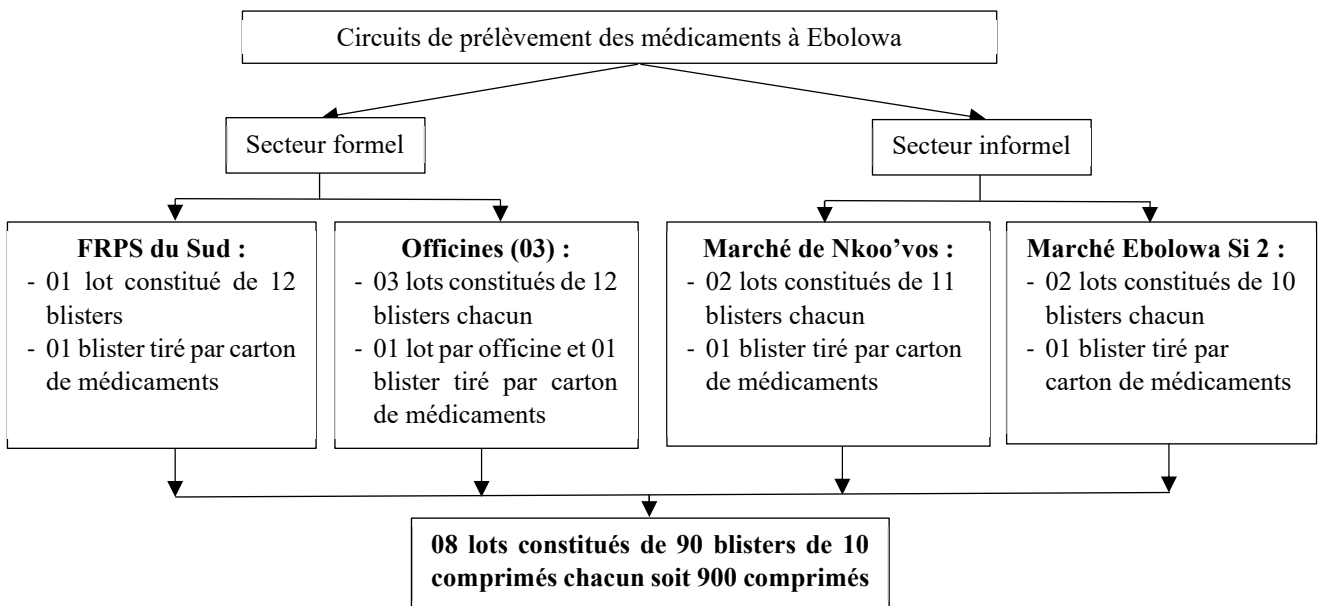 Circuits de prélèvement des médicaments à Ebolowa
Secteur formel
Secteur informel
FRPS du Sud :
- 01 lot constitué de 12
blisters
- 01 blister tiré par carton
de médicaments
Officines (03) :
- 03 lots constitués de 12
blisters chacun
- 01 lot par officine et 01
blister tiré par carton
de médicaments
Marché de Nkoo’vos :
- 02 lots constitués de 11
blisters chacun
- 01 blister tiré par carton
de médicaments
Marché Ebolowa Si 2 :
- 02 lots constitués de 10
blisters chacun
- 01 blister tiré par
carton de médicaments
08 lots constitués de 90 blisters de 10
comprimés chacun soit 900 comprimés